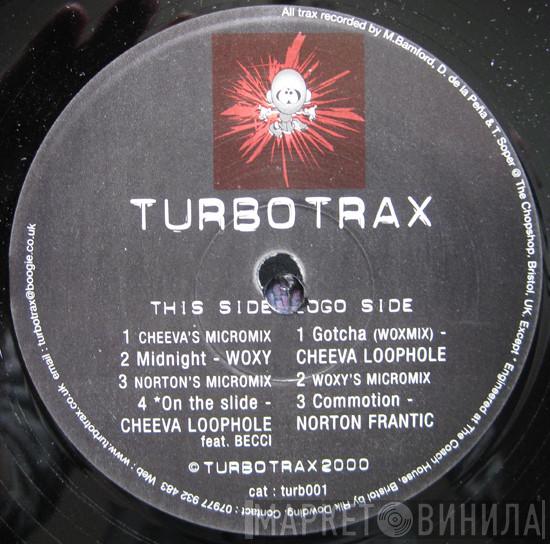 All trax recorded by M.Bamford, D. de la Peña & T. Soper @ The Chopshop, Bristol, UK, Except * Engineered at The Coach House, Bristol by Rik Dowding. Contact : 07977 932 483 Web : www.turbotrax.co.uk email : turbotrax@boogie.co.uk
TURBOTRAX
THIS SIDE LOGO SIDE
1 CHEEVA'S MICROMIX
2 Midnight - WOXY
3 NORTON'S MICROMIX
4 *On the slide -
CHEEVA LOOPHOLE
feat. BECCI
1 Gotcha (WOXMIX) -
CHEEVA LOOPHOLE
2 WOXY'S MICROMIX
3 Commotion -
NORTON FRANTIC
© TURBOTRAX2000
cat : turb001
МАРКЕТ ВИНИЛА